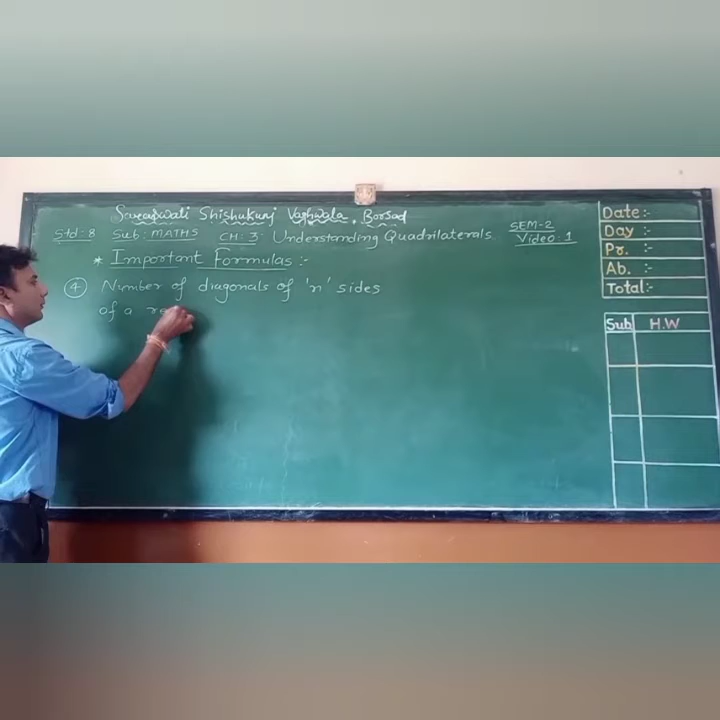 Saraswati Shishukunj Vaghwala. Borsad
Std:8 Sub: MATHS CH:3 Understanding Quadrilaterals SEM-2 Video:1
* Important Formulas:-
④ Number of diagonals of 'n' sides
of a re
Date:-
Day :-
Pr. :-
Ab. :-
Total:-
Sub H.W